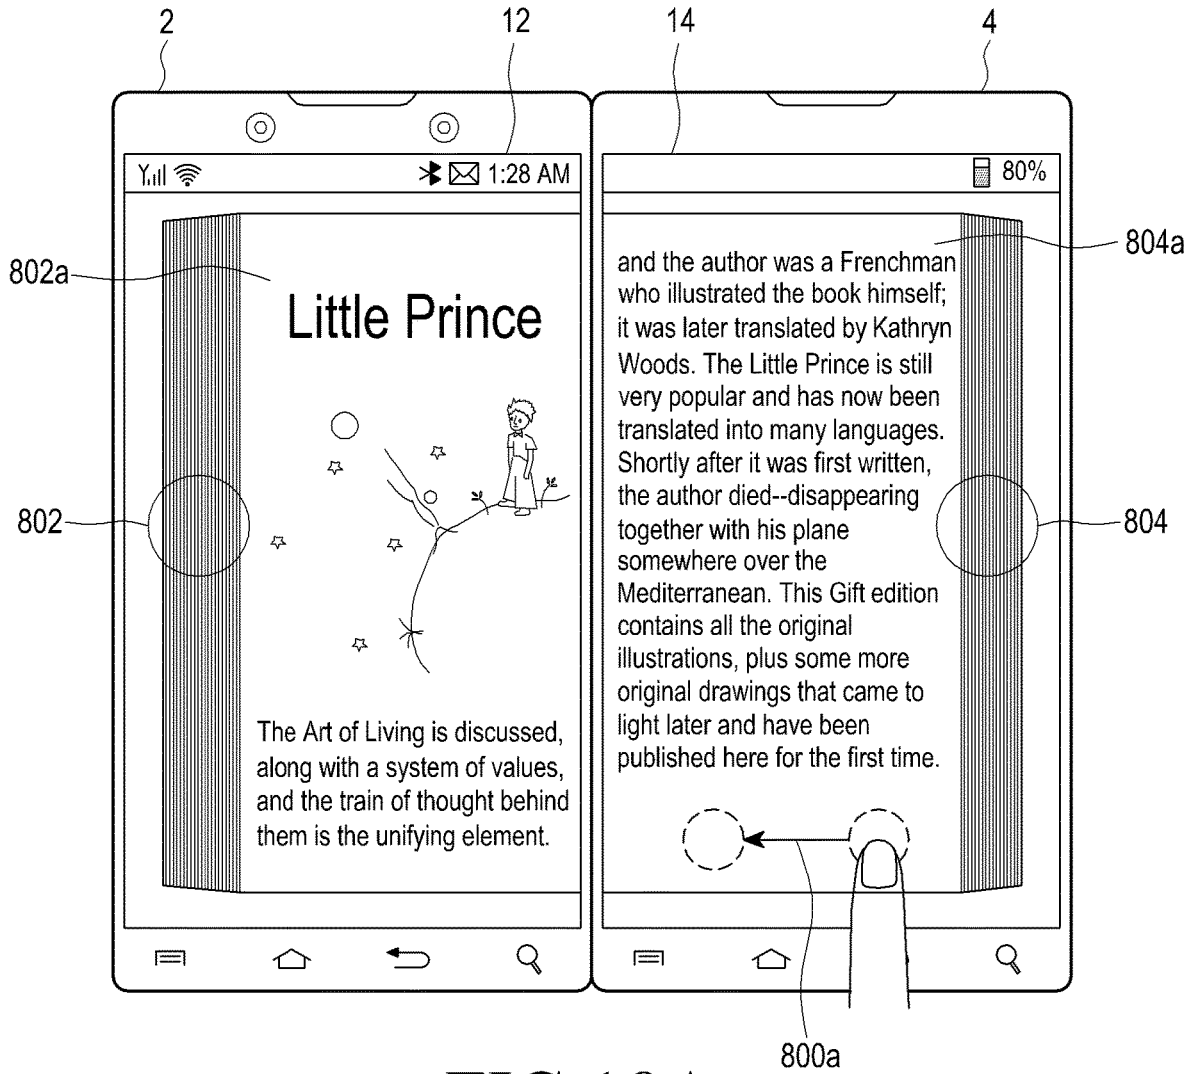 2
12
14
4
1:28 AM
80%
802a
804a
Little Prince
802
804
The Art of Living is discussed,
along with a system of values,
and the train of thought behind
them is the unifying element.
and the author was a Frenchman
who illustrated the book himself;
it was later translated by Kathryn
Woods. The Little Prince is still
very popular and has now been
translated into many languages.
Shortly after it was first written,
the author died--disappearing
together with his plane
somewhere over the
Mediterranean. This Gift edition
contains all the original
illustrations, plus some more
original drawings that came to
light later and have been
published here for the first time.
800a